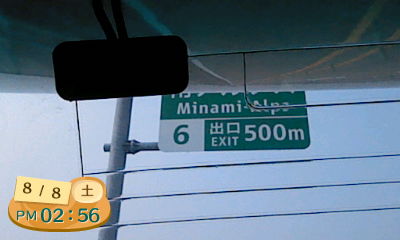 Minami-Alps
6 出口 500m
EXIT
8/8 土
PM 02:56